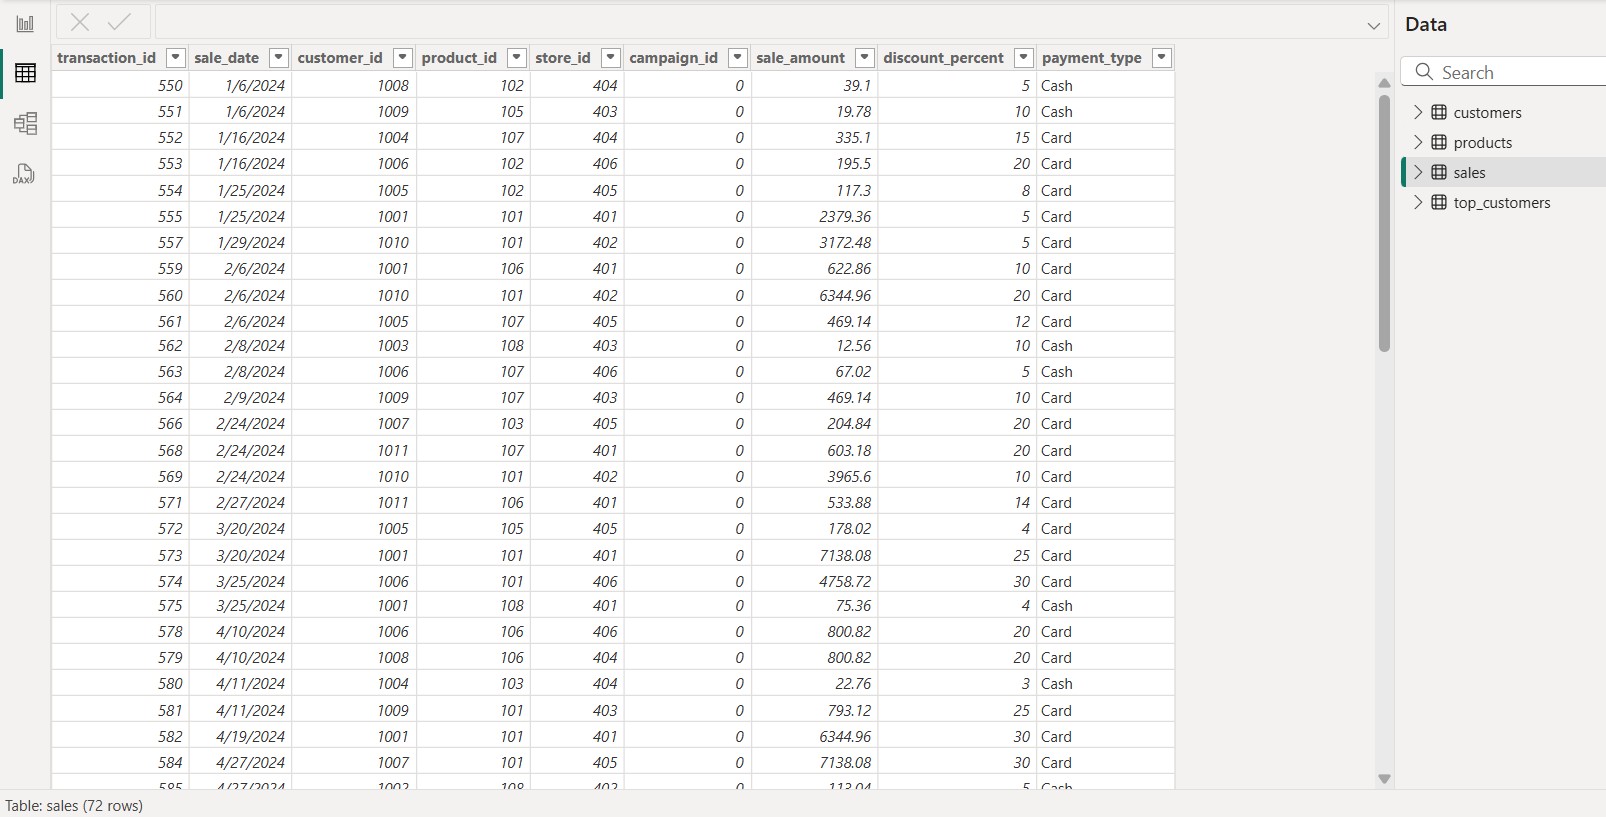 Data
transaction_id sale_date customer_id product_id store_id campaign_id sale_amount discount_percent payment_type
550 1/6/2024 1008 102 404 0 39.1 5 Cash
551 1/6/2024 1009 105 403 0 19.78 10 Cash
552 1/16/2024 1004 107 404 0 335.1 15 Card
553 1/16/2024 1006 102 406 0 195.5 20 Card
554 1/25/2024 1005 102 405 0 117.3 8 Card
555 1/25/2024 1001 101 401 0 2379.36 5 Card
557 1/29/2024 1010 101 402 0 3172.48 5 Card
559 2/6/2024 1001 106 401 0 622.86 10 Card
560 2/6/2024 1010 101 402 0 6344.96 20 Card
561 2/6/2024 1005 107 405 0 469.14 12 Card
562 2/8/2024 1003 108 403 0 12.56 10 Cash
563 2/8/2024 1006 107 406 0 67.02 5 Cash
564 2/9/2024 1009 107 403 0 469.14 10 Card
566 2/24/2024 1007 103 405 0 204.84 20 Card
568 2/24/2024 1011 107 401 0 603.18 20 Card
569 2/24/2024 1010 101 402 0 3965.6 10 Card
571 2/27/2024 1011 106 401 0 533.88 14 Card
572 3/20/2024 1005 105 405 0 178.02 4 Card
573 3/20/2024 1001 101 401 0 7138.08 25 Card
574 3/25/2024 1006 101 406 0 4758.72 30 Card
575 3/25/2024 1001 108 401 0 75.36 4 Cash
578 4/10/2024 1006 106 406 0 800.82 20 Card
579 4/10/2024 1008 106 404 0 800.82 20 Card
580 4/11/2024 1004 103 404 0 22.76 3 Cash
581 4/11/2024 1009 101 403 0 793.12 25 Card
582 4/19/2024 1001 101 401 0 6344.96 30 Card
584 4/27/2024 1007 101 405 0 7138.08 30 Card
585 4/27/2024 1002 108 402 0 113.04 5 Cash
Search
customers
products
sales
top_customers
DAX
Table: sales (72 rows)